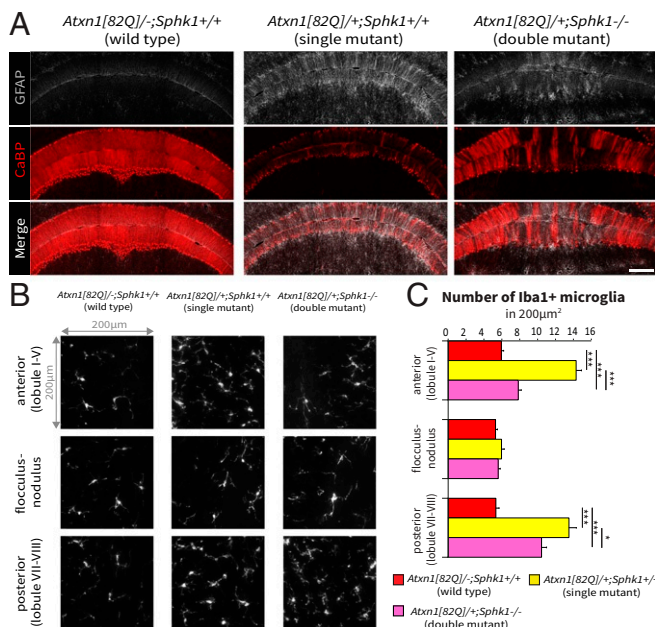 A
Atxn1[82Q]/-;Sphk1+/+
(wild type)
Atxn1[82Q]/+;Sphk1+/+
(single mutant)
Atxn1[82Q]/+;Sphk1-/-
(double mutant)
GFAP
CaBP
Merge
B
Atxn1[82Q]/-;Sphk1+/+
(wild type)
Atxn1[82Q]/+;Sphk1+/+
(single mutant)
Atxn1[82Q]/+;Sphk1-/-
(double mutant)
200μm
200μm
anterior
(lobule I-V)
flocculus-
nodulus
posterior
(lobule VII-VIII)
C
Number of Iba1+ microglia
in 200μm²
0 2 4 6 8 10 12 14 16
anterior
(lobule I-V)
***
***
***
flocculus-
nodulus
posterior
(lobule VII-VIII)
***
***
*
Atxn1[82Q]/-;Sphk1+/+
(wild type)
Atxn1[82Q]/+;Sphk1+/+
(single mutant)
Atxn1[82Q]/+;Sphk1-/-
(double mutant)